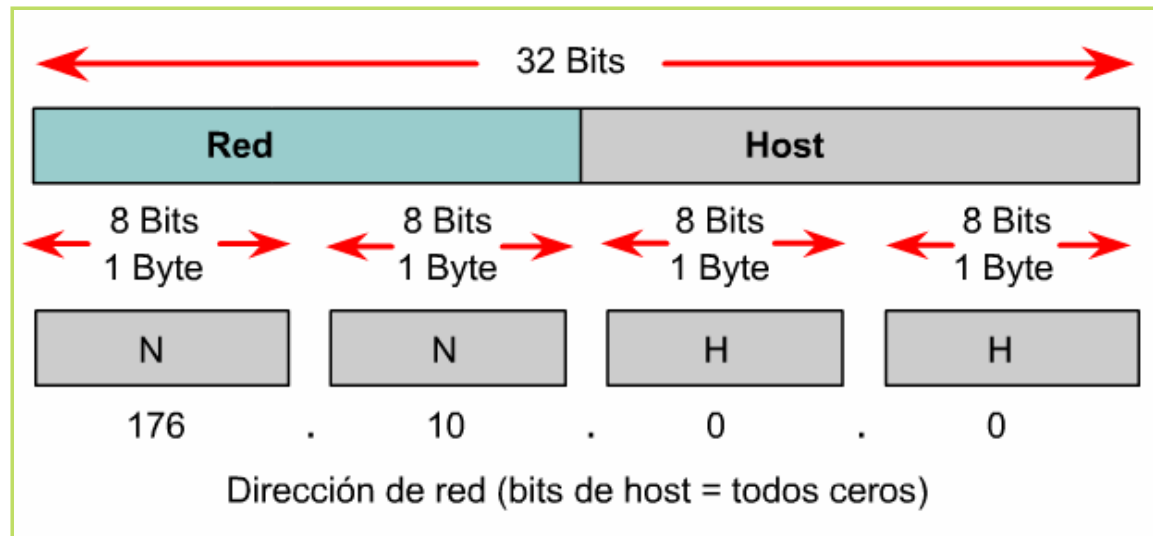 32 Bits
Red Host
8 Bits 8 Bits 8 Bits 8 Bits
1 Byte 1 Byte 1 Byte 1 Byte
N N H H
176 . 10 . 0 . 0
Dirección de red (bits de host = todos ceros)